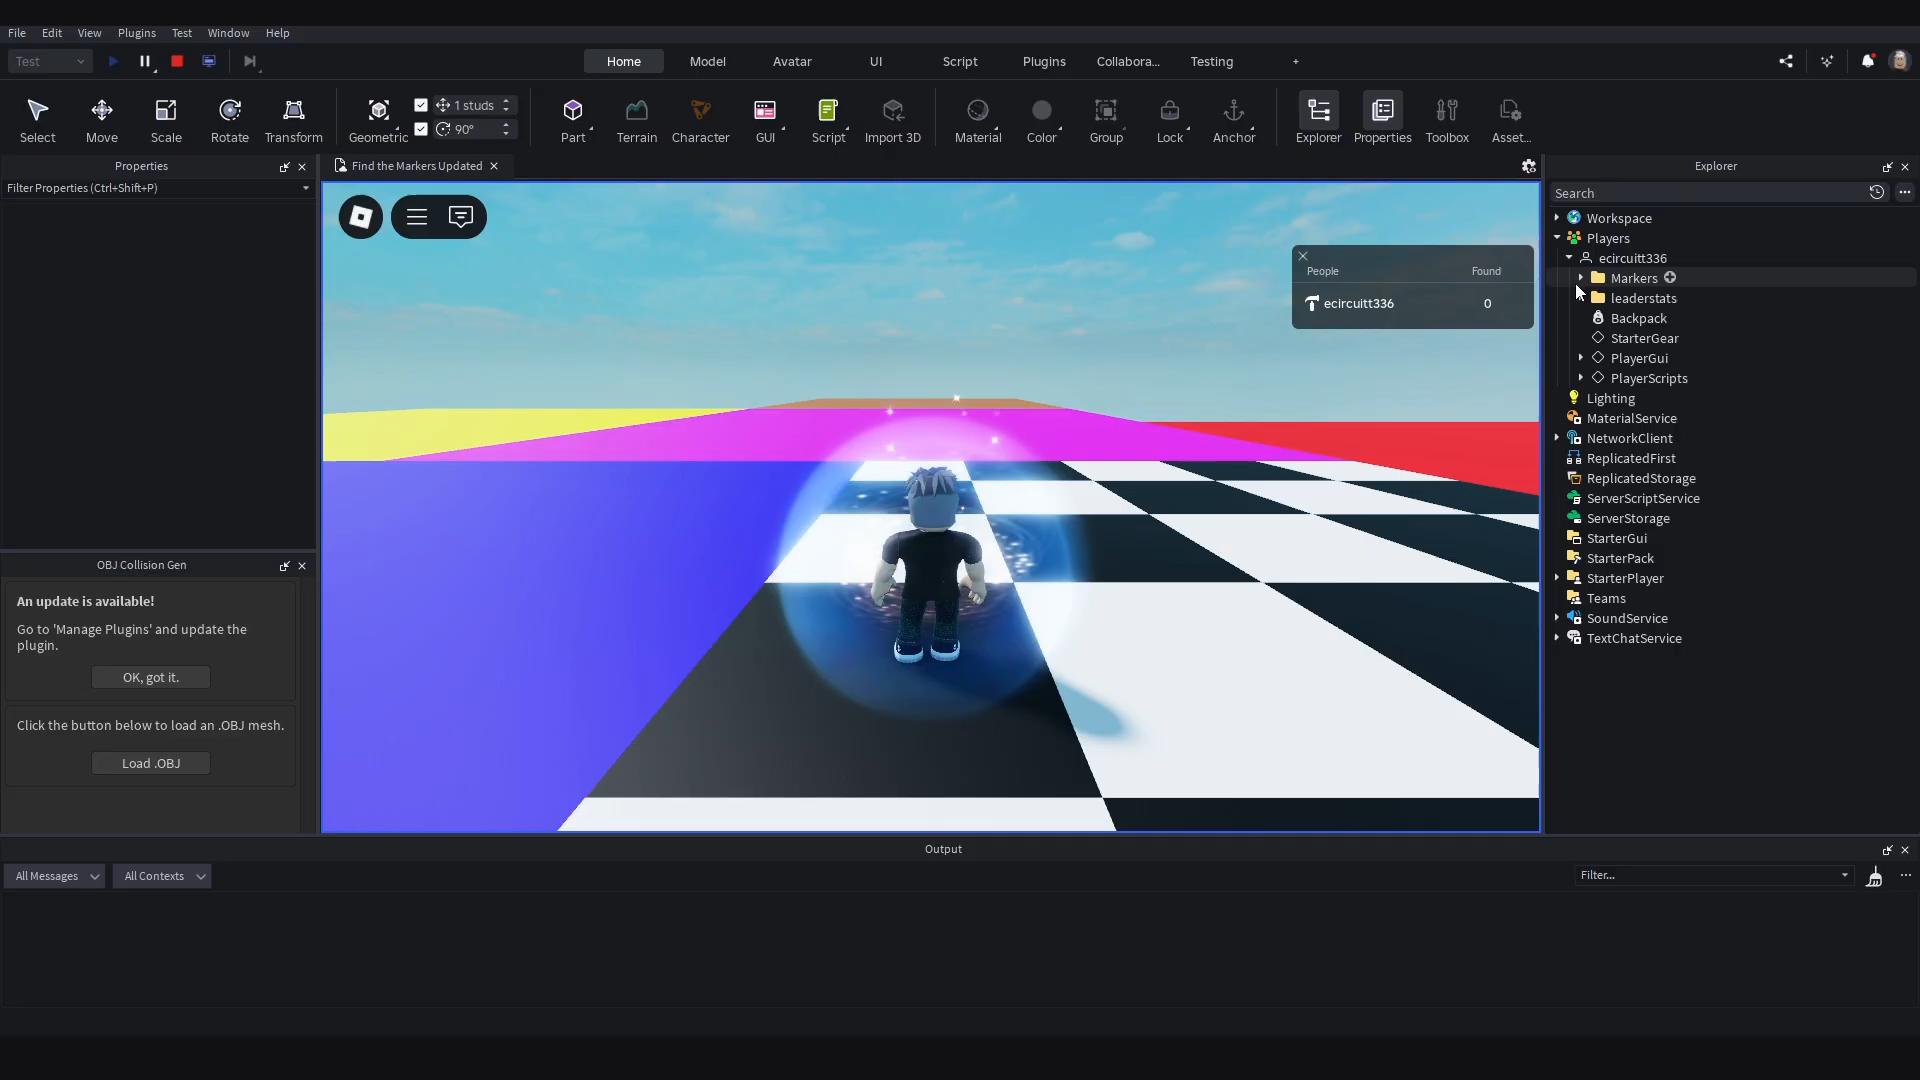 File Edit View Plugins Test Window Help
Test
Home Model Avatar UI Script Plugins Collabora... Testing +
Select Move Scale Rotate Transform Geometric 1 studs 90° Part Terrain Character GUI Script Import 3D Material Color Group Lock Anchor Explorer Properties Toolbox Asset...
Properties
Filter Properties (Ctrl+Shift+P)
Find the Markers Updated
People Found
ecircuitt336 0
OBJ Collision Gen
An update is available!
Go to 'Manage Plugins' and update the
plugin.
OK, got it.
Click the button below to load an .OBJ mesh.
Load .OBJ
Explorer
Search
Workspace
Players
ecircuitt336
Markers
leaderstats
Backpack
StarterGear
PlayerGui
PlayerScripts
Lighting
MaterialService
NetworkClient
ReplicatedFirst
ReplicatedStorage
ServerScriptService
ServerStorage
StarterGui
StarterPack
StarterPlayer
Teams
SoundService
TextChatService
Output
All Messages All Contexts Filter...